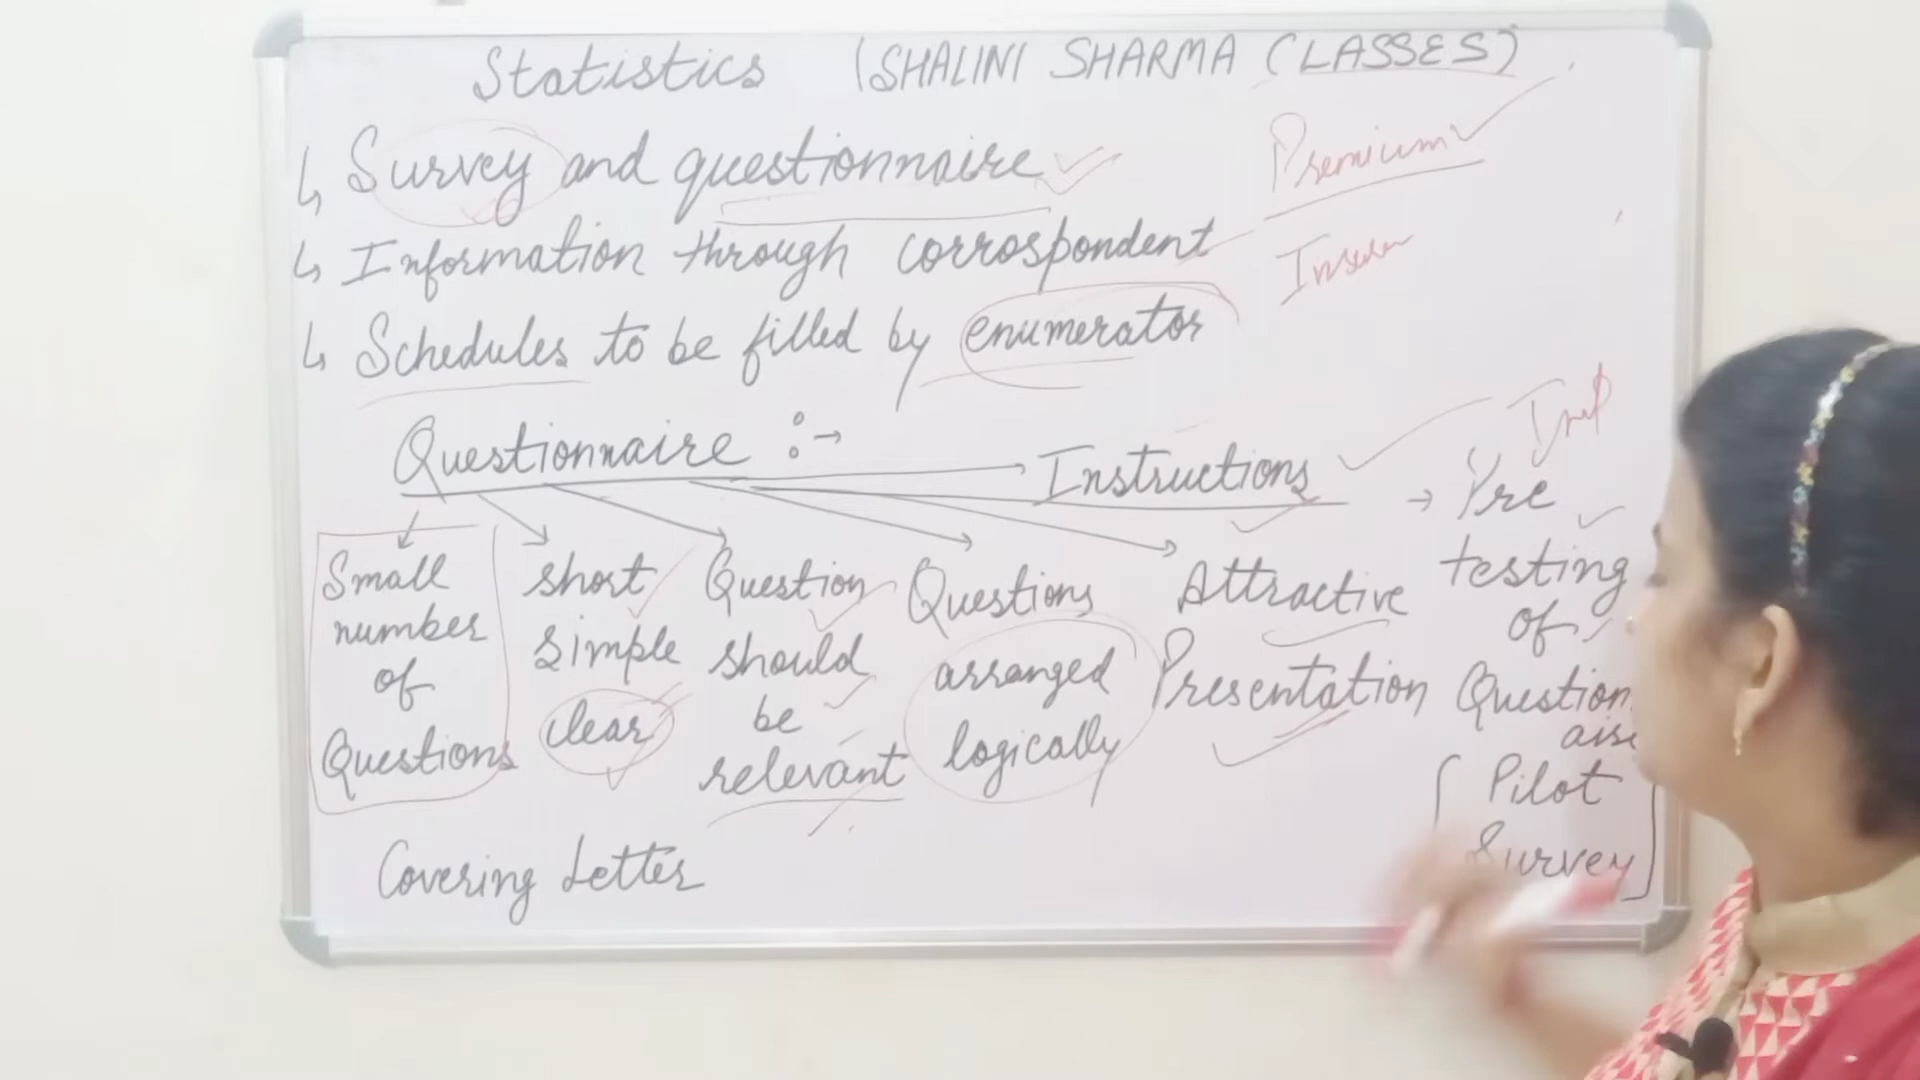 Statistics (SHALINI SHARMA CLASSES)
↳ Survey and questionnaire
Premium
↳ Information through corrospondent
↳ Schedules to be filled by enumerator
Questionnaire :→
Instructions
Small
number
of
Questions
short
simple
clear
Question
should
be
relevant
Questions
arranged
logically
Attractive
Presentation
→ Pre
testing
of
Question
Pilot
Survey
Covering Letter